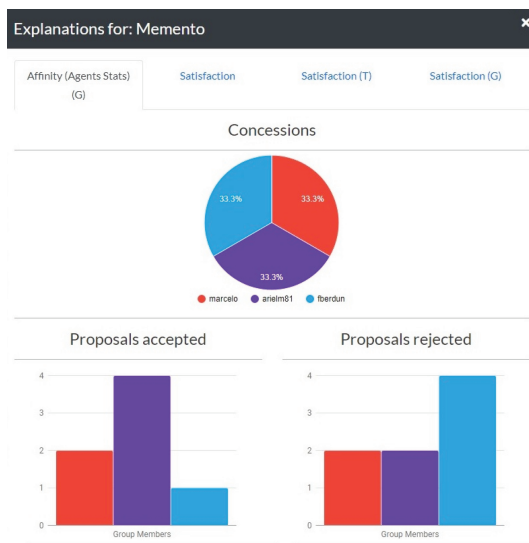 Explanations for: Memento
×
Affinity (Agents Stats)
(G)
Satisfaction
Satisfaction (T)
Satisfaction (G)
Concessions
33.3%
33.3%
33.3%
marcelo
arielm81
fberdun
Proposals accepted
4
3
2
1
0
Group Members
Proposals rejected
4
3
2
1
0
Group Members